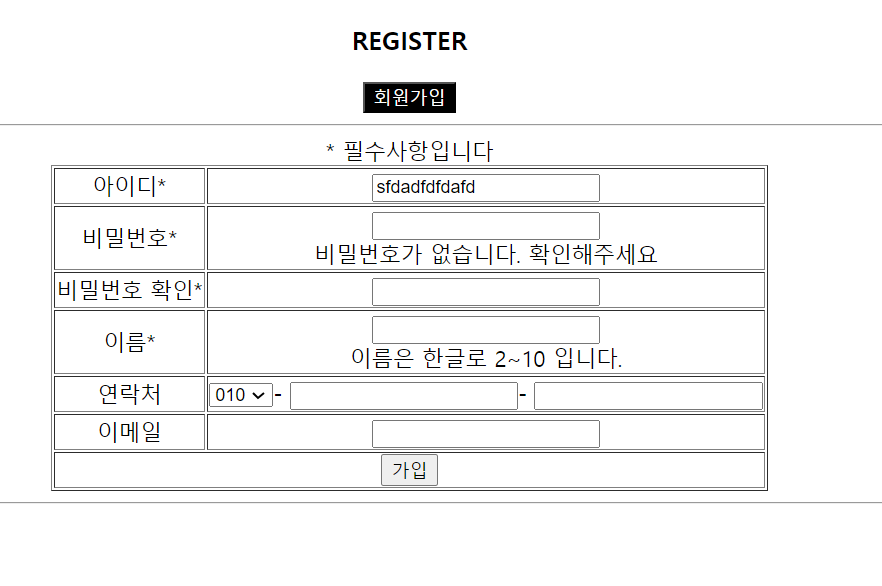 REGISTER
회원가입
* 필수사항입니다
아이디* sfdadfdfdafd
비밀번호*
비밀번호가 없습니다. 확인해주세요
비밀번호 확인*
이름*
이름은 한글로 2~10 입니다.
연락처 010 - -
이메일
가입